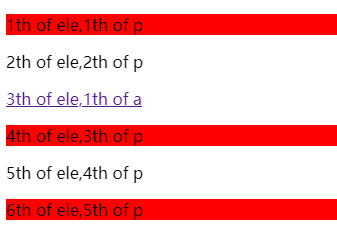 1th of ele,1th of p
2th of ele,2th of p
3th of ele,1th of a
4th of ele,3th of p
5th of ele,4th of p
6th of ele,5th of p